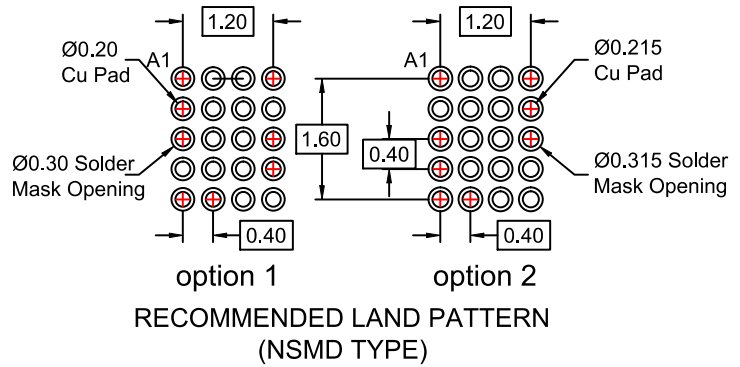 1.20
1.20
Ø0.20
Cu Pad
A1
A1
Ø0.215
Cu Pad
1.60
0.40
Ø0.30 Solder
Mask Opening
Ø0.315 Solder
Mask Opening
0.40
0.40
option 1
option 2
RECOMMENDED LAND PATTERN
(NSMD TYPE)